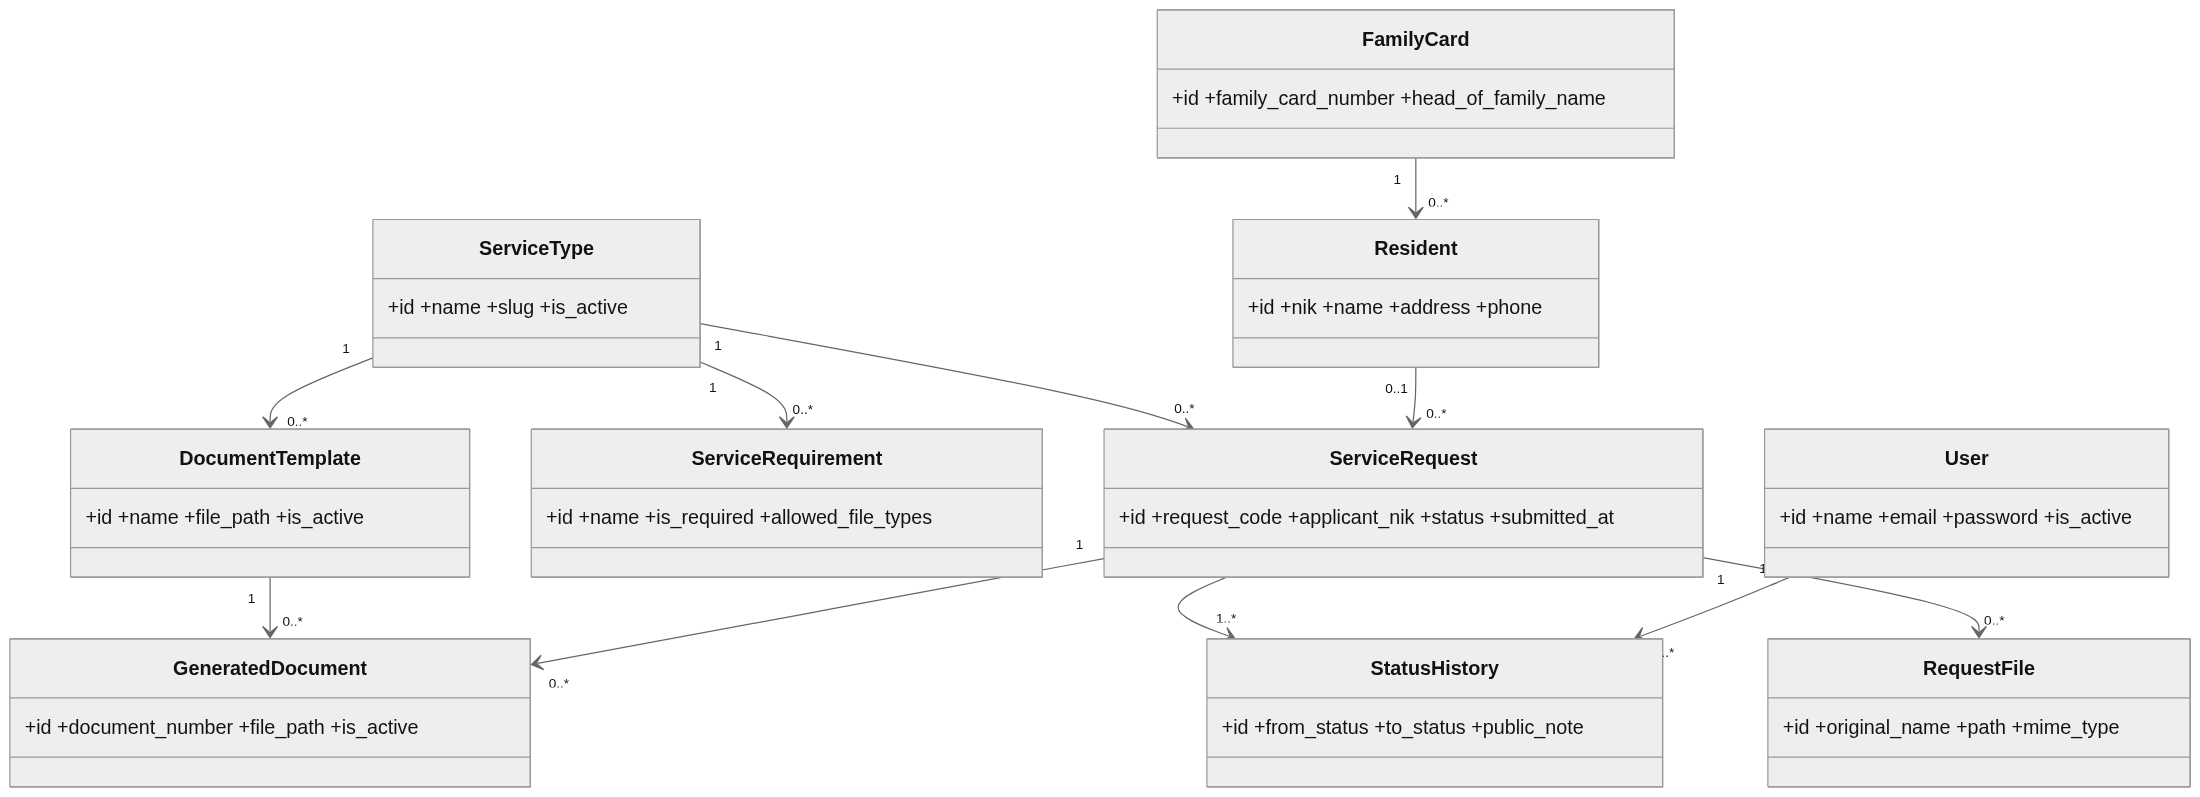 FamilyCard
+id +family_card_number +head_of_family_name
1
0..*
ServiceType
+id +name +slug +is_active
Resident
+id +nik +name +address +phone
1
1
1
0..*
0..*
0..*
0..1
0..*
DocumentTemplate
+id +name +file_path +is_active
ServiceRequirement
+id +name +is_required +allowed_file_types
ServiceRequest
+id +request_code +applicant_nik +status +submitted_at
User
+id +name +email +password +is_active
1
0..*
1
1
1
1..*
0..*
0..*
..*
GeneratedDocument
+id +document_number +file_path +is_active
StatusHistory
+id +from_status +to_status +public_note
RequestFile
+id +original_name +path +mime_type